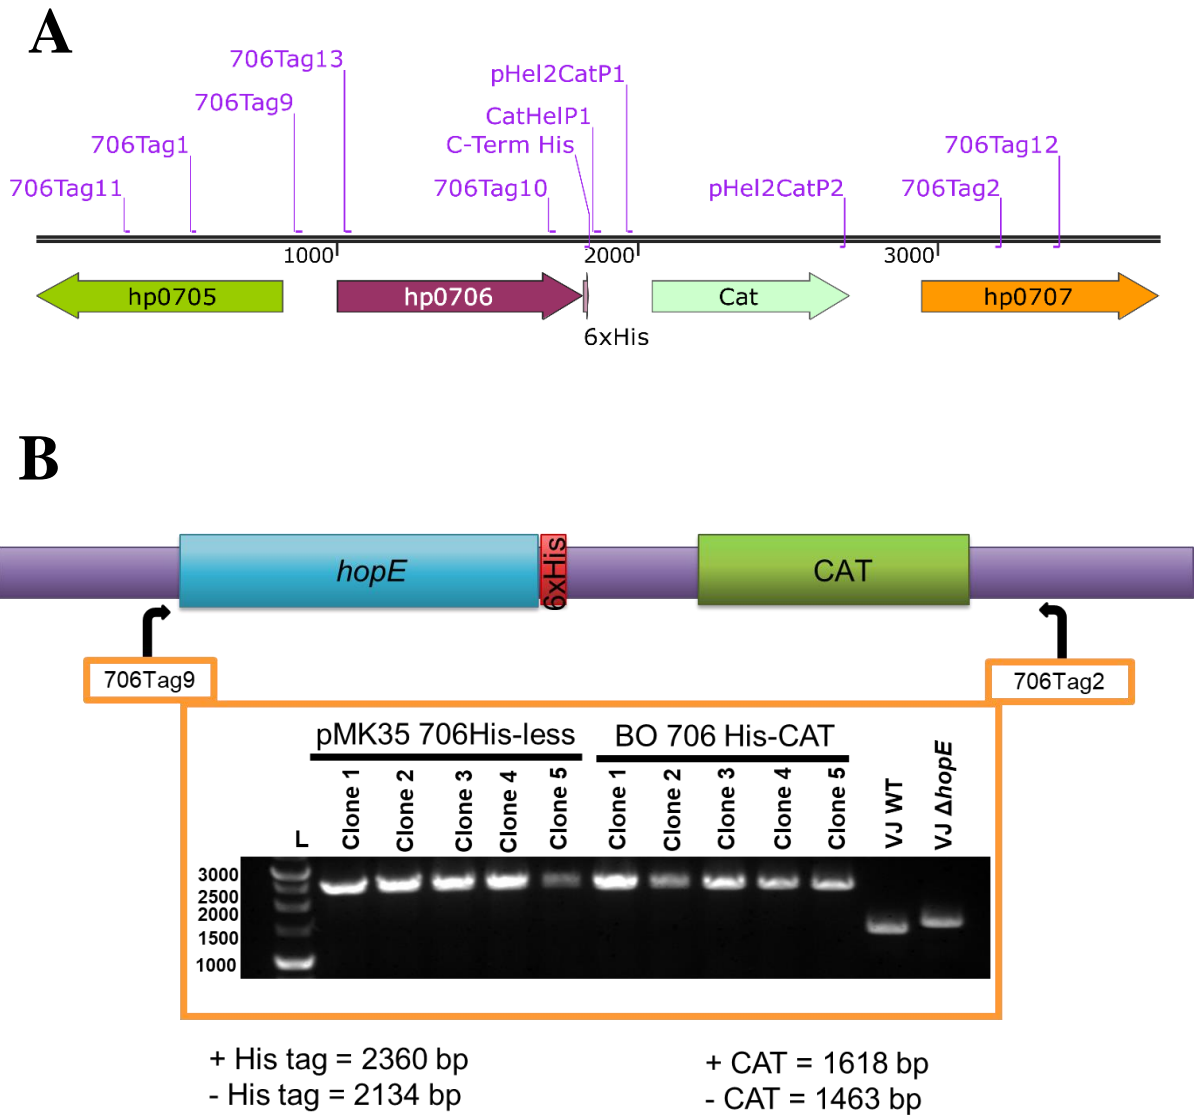 A
706Tag13
pHel2CatP1
706Tag9
CatHelP1
706Tag1
C-Term His
706Tag12
706Tag11
706Tag10
pHel2CatP2
706Tag2
1000
2000
3000
hp0705
hp0706
Cat
hp0707
6xHis
B
hopE
6xHis
CAT
706Tag9
706Tag2
pMK35 706His-less
BO 706 His-CAT
L
Clone 1
Clone 2
Clone 3
Clone 4
Clone 5
Clone 1
Clone 2
Clone 3
Clone 4
Clone 5
VJ WT
VJ ΔhopE
3000
2500
2000
1500
1000
+ His tag = 2360 bp
- His tag = 2134 bp
+ CAT = 1618 bp
- CAT = 1463 bp